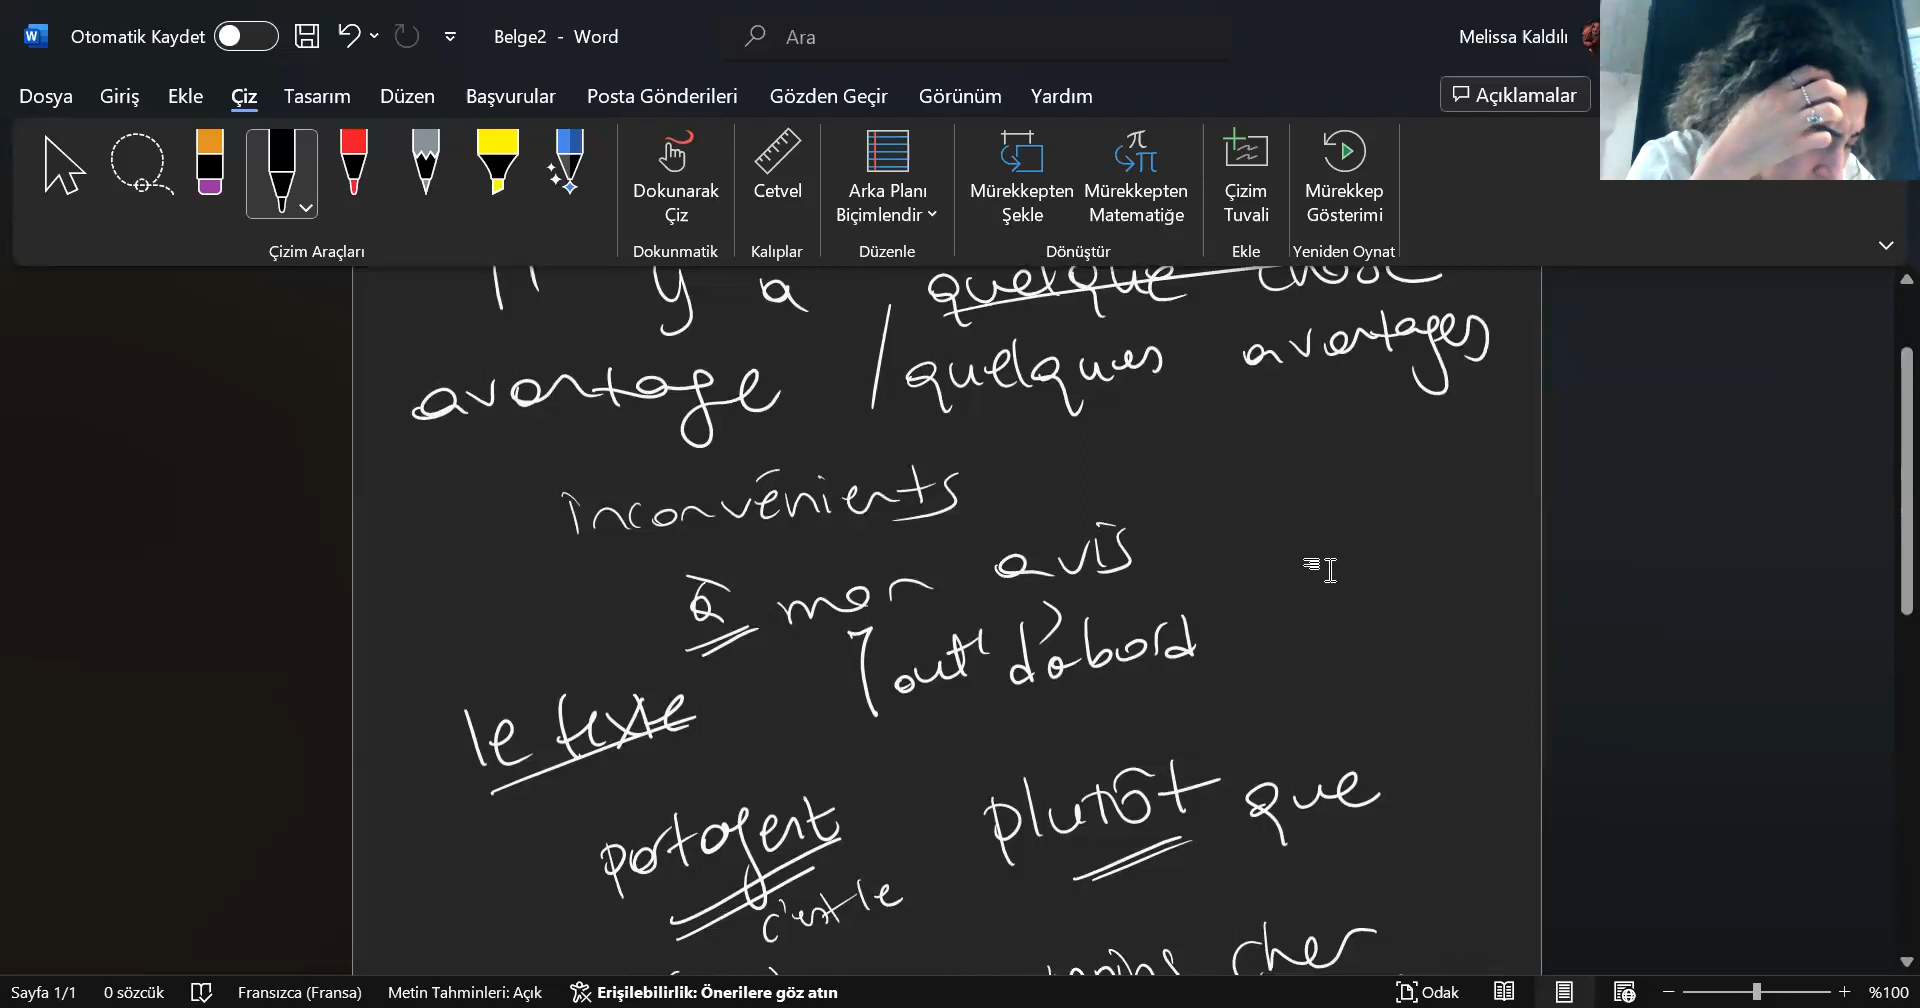 Otomatik Kaydet Belge2 - Word Ara Melissa Kaldılı
Dosya Giriş Ekle Çiz Tasarım Düzen Başvurular Posta Gönderileri Gözden Geçir Görünüm Yardım Açıklamalar
Dokunarak Çiz Cetvel Arka Planı Biçimlendir Mürekkepten Şekle Mürekkepten Matematiğe Çizim Tuvali Mürekkep Gösterimi
Çizim Araçları Dokunmatik Kalıplar Düzenle Dönüştür Ekle Yeniden Oynat
Il y a quelque chose
avantage / quelques avantages
inconvénients
à mon avis
Tout d'abord
le texte
partagent plutôt que
c'est le
moins cher
Sayfa 1/1 0 sözcük Fransızca (Fransa) Metin Tahminleri: Açık Erişilebilirlik: Önerilere göz atın Odak %100